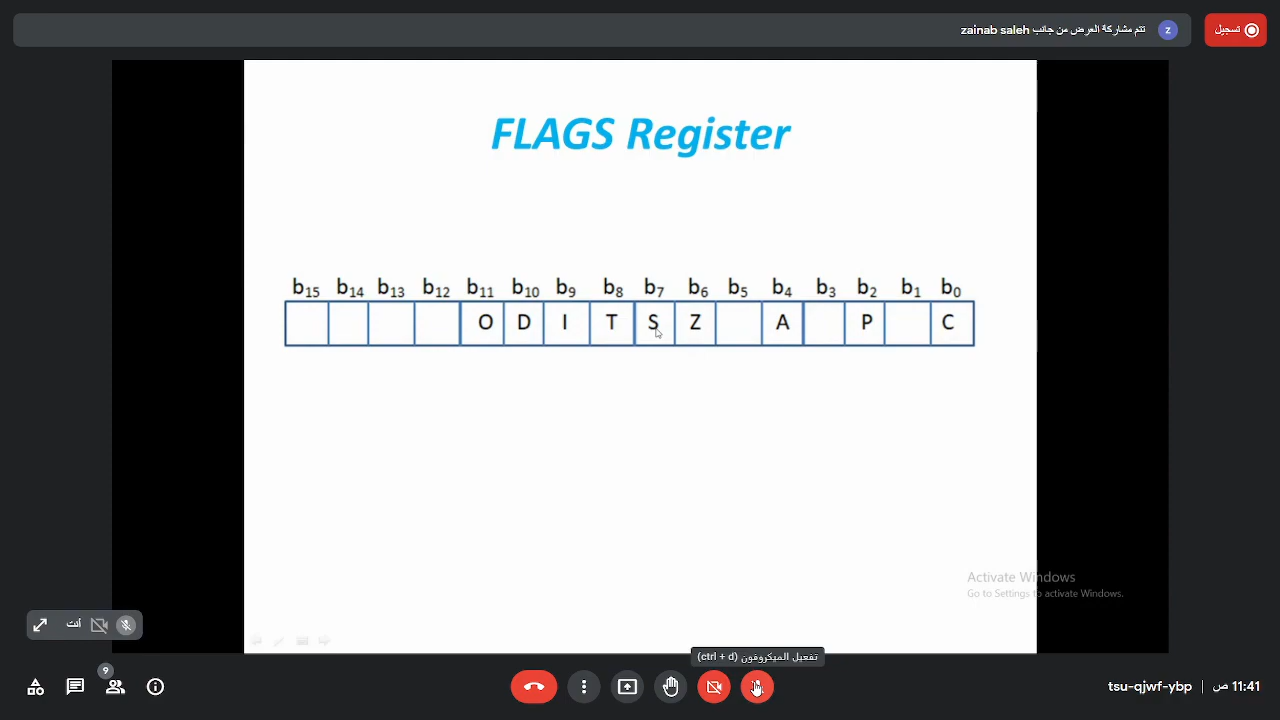 تتم مشاركة العرض من جانب zainab saleh
z
تسجيل
FLAGS Register
b15 b14 b13 b12 b11 b10 b9 b8 b7 b6 b5 b4 b3 b2 b1 b0
O D I T S Z A P C
Activate Windows
Go to Settings to activate Windows.
أنت
تفعيل الميكروفون (ctrl + d)
9
tsu-qjwf-ybp | 11:41 ص